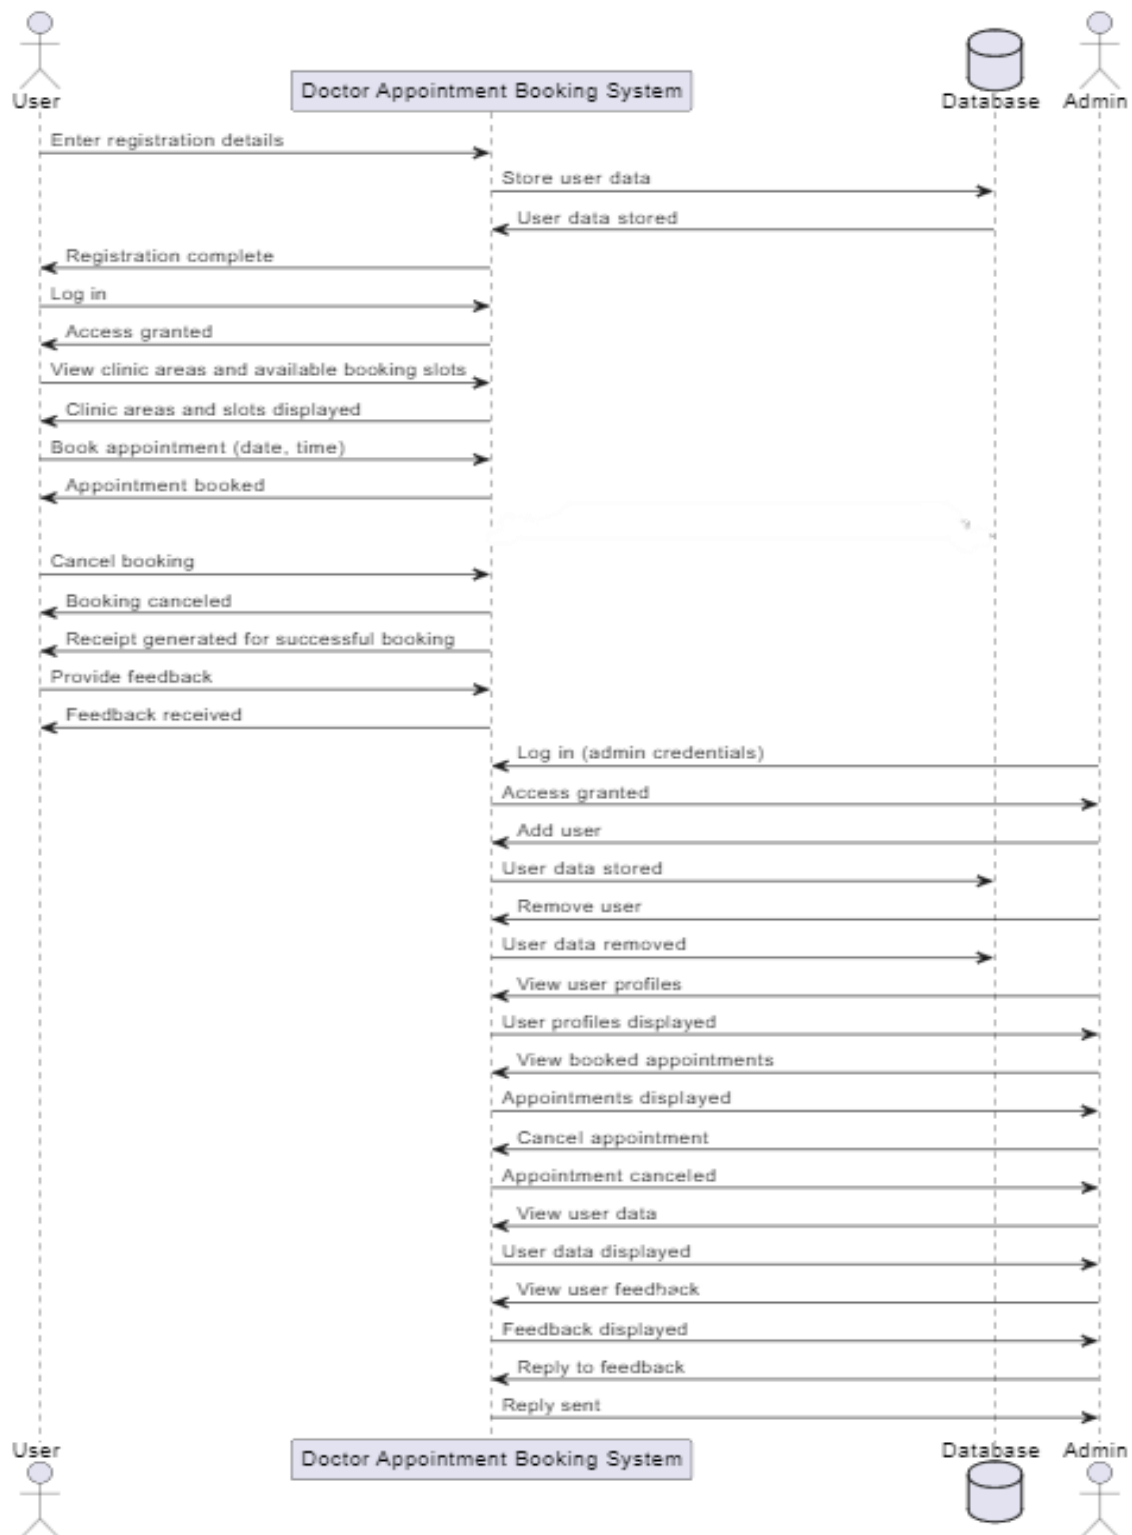 Doctor Appointment Booking System
User
Database
Admin
Enter registration details
Store user data
User data stored
Registration complete
Log in
Access granted
View clinic areas and available booking slots
Clinic areas and slots displayed
Book appointment (date, time)
Appointment booked
Cancel booking
Booking canceled
Receipt generated for successful booking
Provide feedback
Feedback received
Log in (admin credentials)
Access granted
Add user
User data stored
Remove user
User data removed
View user profiles
User profiles displayed
View booked appointments
Appointments displayed
Cancel appointment
Appointment canceled
View user data
User data displayed
View user feedback
Feedback displayed
Reply to feedback
Reply sent
User
Doctor Appointment Booking System
Database
Admin